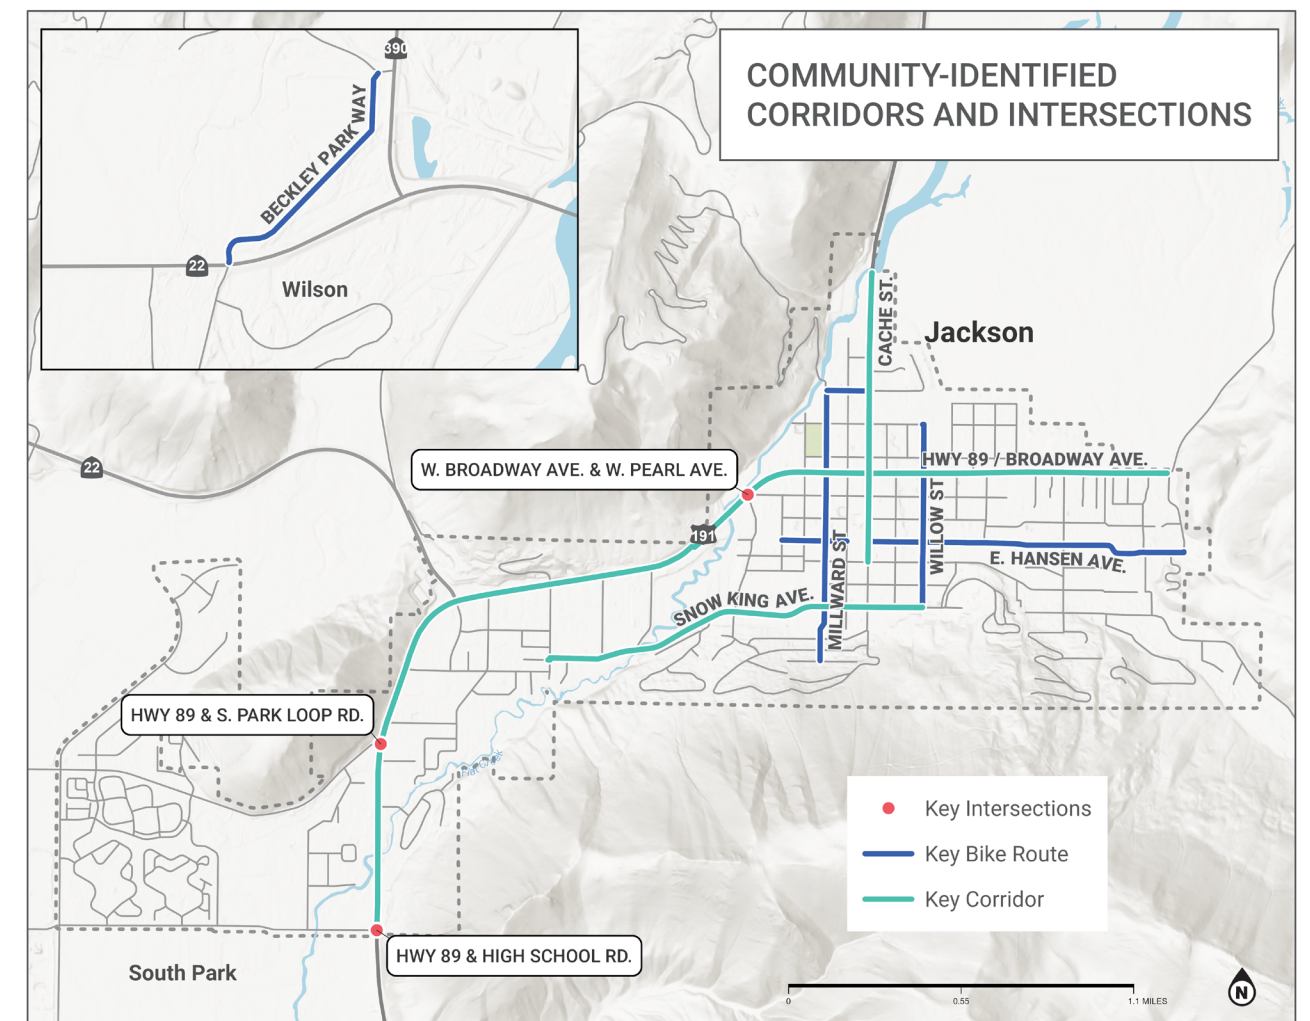 COMMUNITY-IDENTIFIED
CORRIDORS AND INTERSECTIONS
390
BECKLEY PARK WAY
22
Wilson
CACHE ST.
Jackson
22
W. BROADWAY AVE. & W. PEARL AVE.
HWY 89 / BROADWAY AVE.
191
WILLOW ST
MILLWARD ST
E. HANSEN AVE.
SNOW KING AVE.
HWY 89 & S. PARK LOOP RD.
Flat Creek
Key Intersections
Key Bike Route
Key Corridor
HWY 89 & HIGH SCHOOL RD.
South Park
0 0.55 1.1 MILES
N